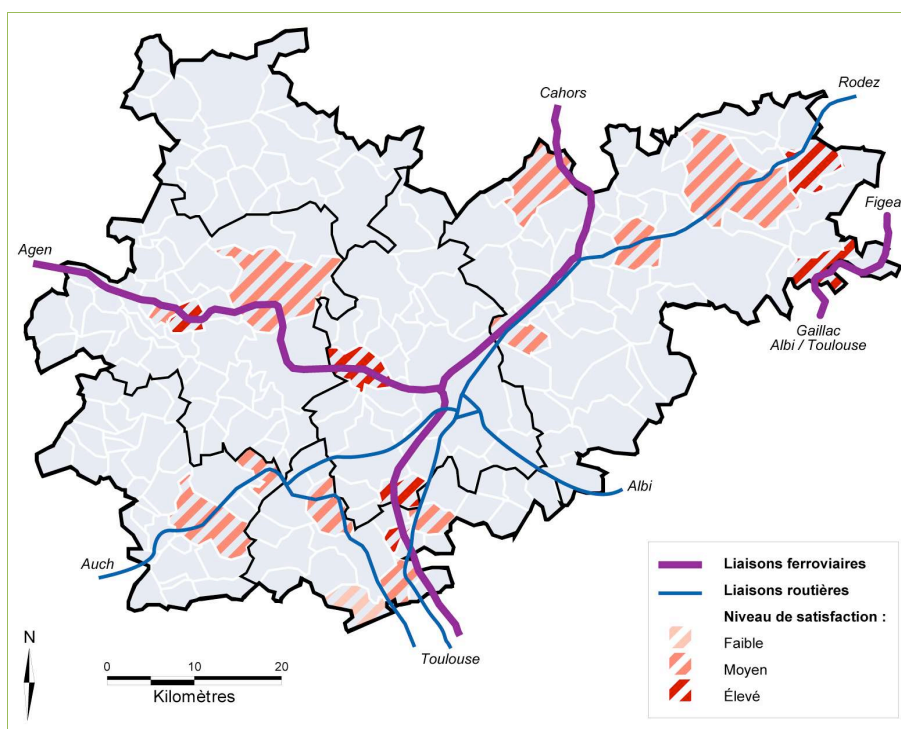 Rodez
Cahors
Figea
Agen
Gaillac
Albi / Toulouse
Albi
Auch
Toulouse
N
0 10 20
Kilomètres
Liaisons ferroviaires
Liaisons routières
Niveau de satisfaction :
Faible
Moyen
Élevé